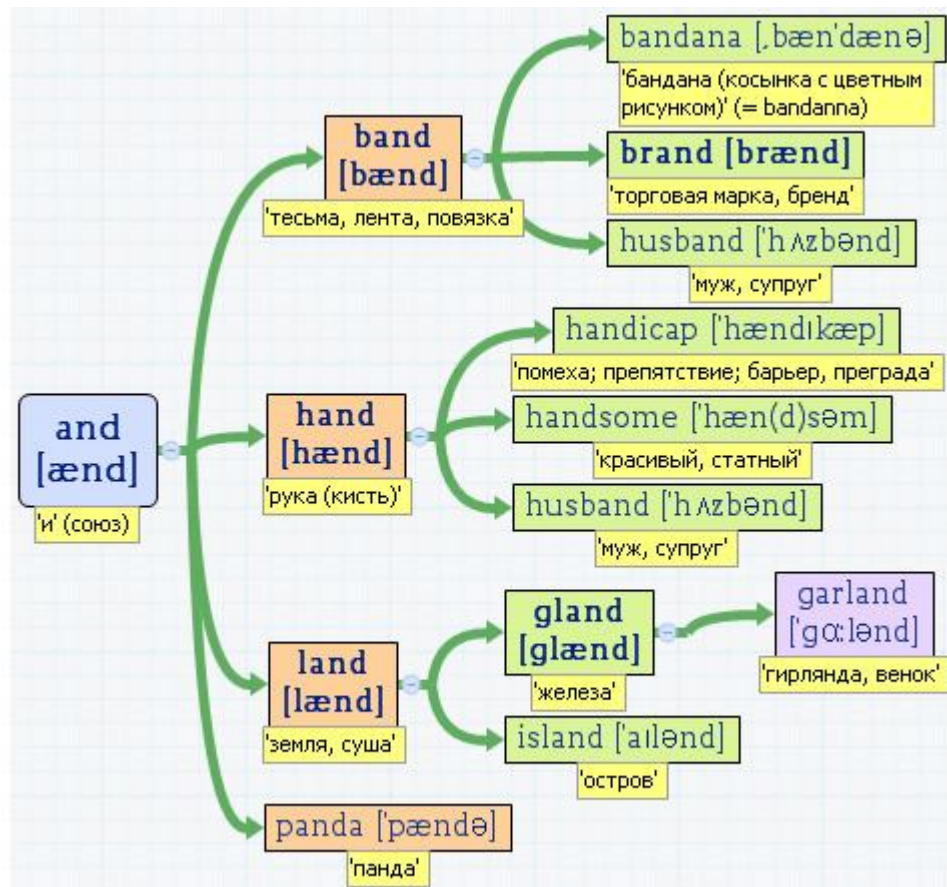 and
[ænd]
'и' (союз)
band
[bænd]
'тесьма, лента, повязка'
bandana [ˌbæn'dænə]
'бандана (косынка с цветным
рисунком)' (= bandanna)
brand [brænd]
'торговая марка, бренд'
husband ['hʌzbənd]
'муж, супруг'
hand
[hænd]
'рука (кисть)'
handicap ['hændɪkæp]
'помеха; препятствие; барьер, преграда'
handsome ['hæn(d)səm]
'красивый, статный'
husband ['hʌzbənd]
'муж, супруг'
land
[lænd]
'земля, суша'
gland
[glænd]
'железа'
garland
['gɑ:lənd]
'гирлянда, венок'
island ['aɪlənd]
'остров'
panda ['pændə]
'панда'